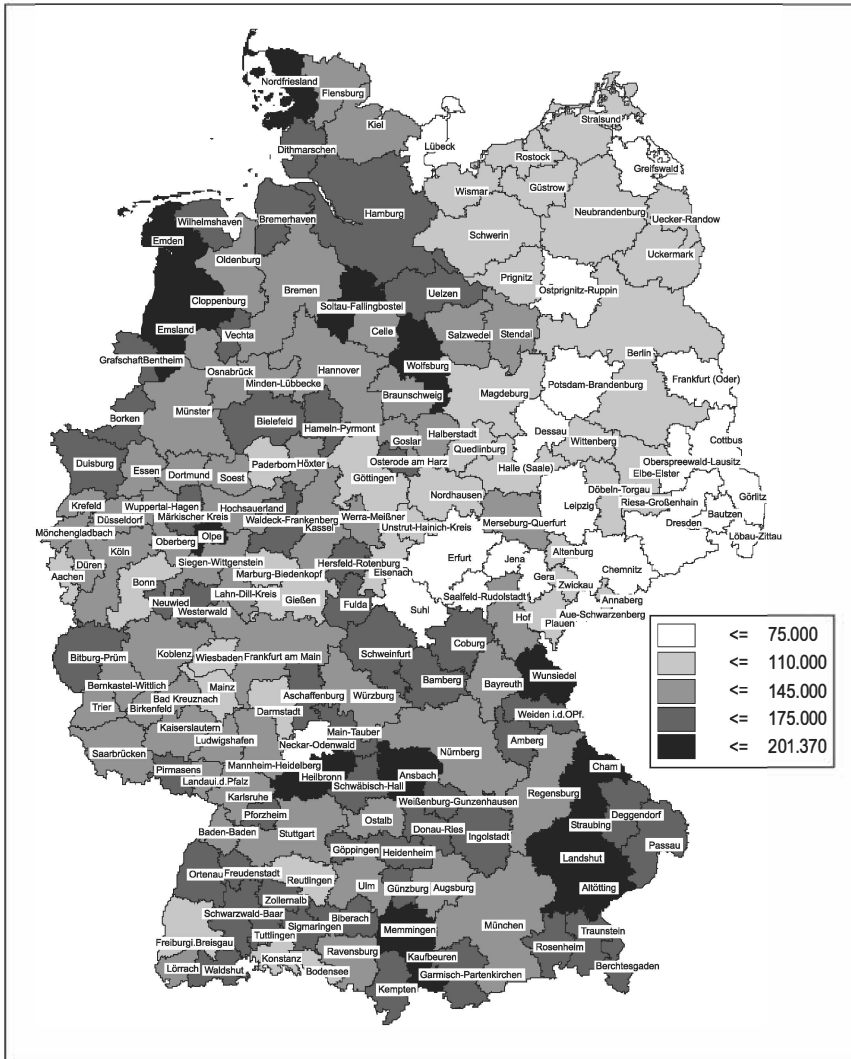 Nordfriesland
Flensburg
Kiel
Stralsund
Lübeck
Dithmarschen
Rostock
Greifswald
Wismar
Güstrow
Wilhelmshaven
Bremerhaven
Hamburg
Neubrandenburg
Uecker-Randow
Emden
Schwerin
Oldenburg
Uckermark
Prignitz
Bremen
Ostprignitz-Ruppin
Cloppenburg
Uelzen
Soltau-Fallingbostel
Emsland
Vechta
Celle
Salzwedel
Stendal
Berlin
GrafschaftBentheim
Wolfsburg
Osnabrück
Hannover
Frankfurt (Oder)
Minden-Lübbecke
Potsdam-Brandenburg
Braunschweig
Magdeburg
Münster
Borken
Bielefeld
Hameln-Pyrmont
Dessau
Goslar
Halberstadt
Wittenberg
Cottbus
Quedlinburg
Duisburg
Paderborn
Höxter
Osterode am Harz
Oberspreewald-Lausitz
Essen
Dortmund
Soest
Halle (Saale)
Elbe-Elster
Göttingen
Döbeln-Torgau
Görlitz
Nordhausen
Krefeld
Wuppertal-Hagen
Hochsauerland
Leipzig
Riesa-Großenhain
Bautzen
Düsseldorf
Märkischer Kreis
Waldeck-Frankenberg
Werra-Meißner
Merseburg-Querfurt
Dresden
Mönchengladbach
Kassel
Unstrut-Hainich-Kreis
Löbau-Zittau
Köln
Oberberg
Olpe
Altenburg
Erfurt
Jena
Siegen-Wittgenstein
Hersfeld-Rotenburg
Chemnitz
Düren
Aachen
Eisenach
Gera
Bonn
Marburg-Biedenkopf
Zwickau
Lahn-Dill-Kreis
Saalfeld-Rudolstadt
Annaberg
Neuwied
Gießen
Fulda
Suhl
Westerwald
Aue-Schwarzenberg
Hof
Plauen
Coburg
Bitburg-Prüm
Koblenz
Wiesbaden
Frankfurt am Main
Schweinfurt
Wunsiedel
Bamberg
Bernkastel-Wittlich
Mainz
Bayreuth
Aschaffenburg
Würzburg
Bad Kreuznach
Trier
Birkenfeld
Darmstadt
Weiden i.d.OPf.
Kaiserslautern
Main-Tauber
Ludwigshafen
Amberg
Neckar-Odenwald
Saarbrücken
Nürnberg
Mannheim-Heidelberg
Cham
Pirmasens
Heilbronn
Ansbach
Landaui.d.Pfalz
Schwäbisch-Hall
Regensburg
Karlsruhe
Weißenburg-Gunzenhausen
Pforzheim
Deggendorf
Ostalb
Straubing
Baden-Baden
Donau-Ries
Stuttgart
Ingolstadt
Passau
Göppingen
Heidenheim
Landshut
Ortenau
Freudenstadt
Reutlingen
Ulm
Günzburg
Augsburg
Altötting
Zollernalb
Schwarzwald-Baar
Biberach
Sigmaringen
München
Memmingen
Traunstein
Tuttlingen
Freiburgi.Breisgau
Rosenheim
Ravensburg
Kaufbeuren
Konstanz
Lörrach
Waldshut
Bodensee
Garmisch-Partenkirchen
Berchtesgaden
Kempten
<= 75.000
<= 110.000
<= 145.000
<= 175.000
<= 201.370